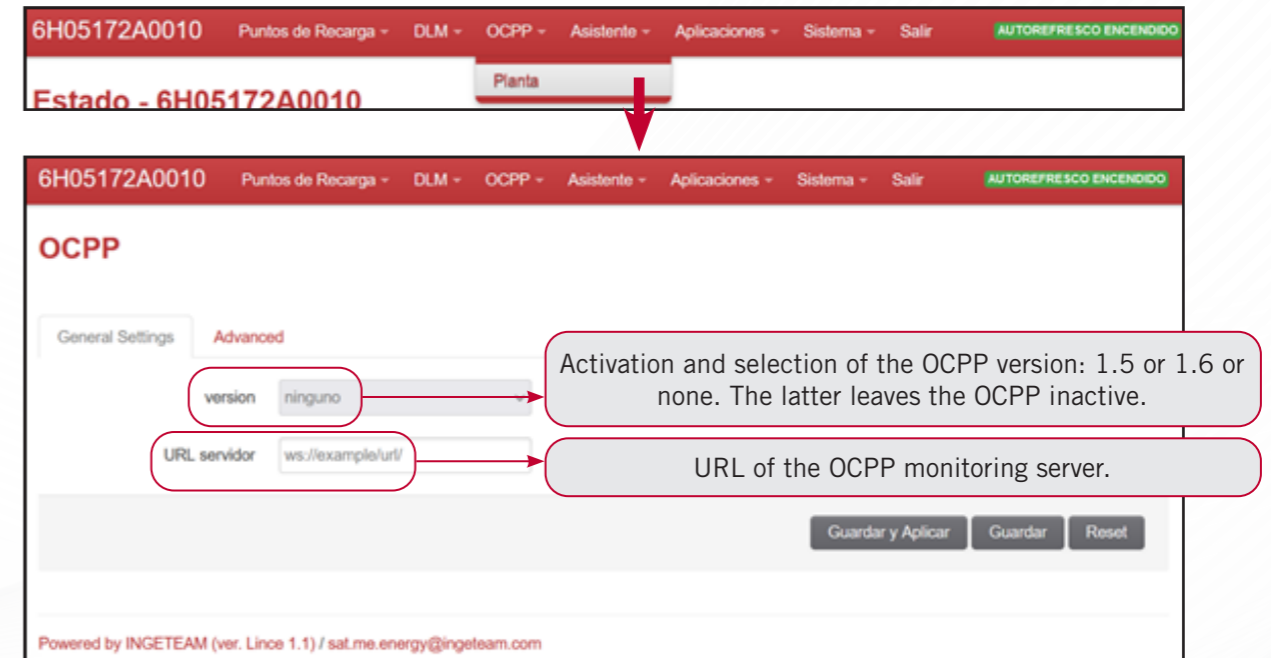 6H05172A0010 Puntos de Recarga DLM OCPP Asistente Aplicaciones Sistema Salir AUTOREFRESCO ENCENDIDO
Planta
Estado - 6H05172A0010
6H05172A0010 Puntos de Recarga DLM OCPP Asistente Aplicaciones Sistema Salir AUTOREFRESCO ENCENDIDO
OCPP
General Settings Advanced
version ninguno
Activation and selection of the OCPP version: 1.5 or 1.6 or
none. The latter leaves the OCPP inactive.
URL servidor ws://example/url/
URL of the OCPP monitoring server.
Guardar y Aplicar Guardar Reset
Powered by INGETEAM (ver. Lince 1.1) / sat.me.energy@ingeteam.com